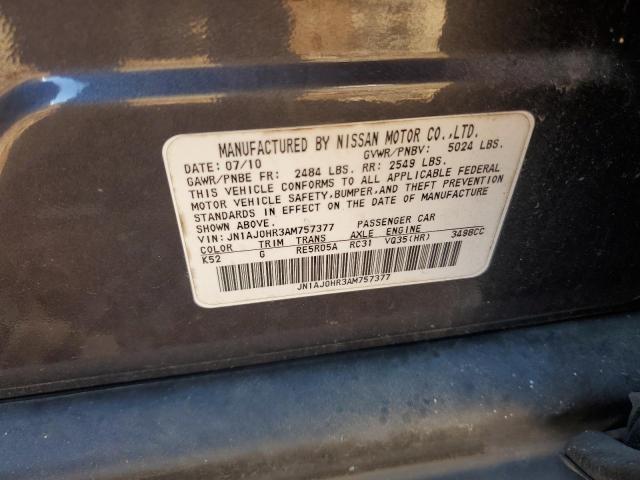 MANUFACTURED BY NISSAN MOTOR CO.,LTD.
DATE: 07/10 GVWR/PNBV: 5024 LBS.
GAWR/PNBE FR: 2484 LBS. RR: 2549 LBS.
THIS VEHICLE CONFORMS TO ALL APPLICABLE FEDERAL
MOTOR VEHICLE SAFETY,BUMPER,AND THEFT PREVENTION
STANDARDS IN EFFECT ON THE DATE OF MANUFACTURE
SHOWN ABOVE.
VIN: JN1AJ0HR3AM757377 PASSENGER CAR
COLOR TRIM TRANS AXLE ENGINE
K52 G RE5R05A RC31 VQ35(HR) 3498CC
JN1AJ0HR3AM757377